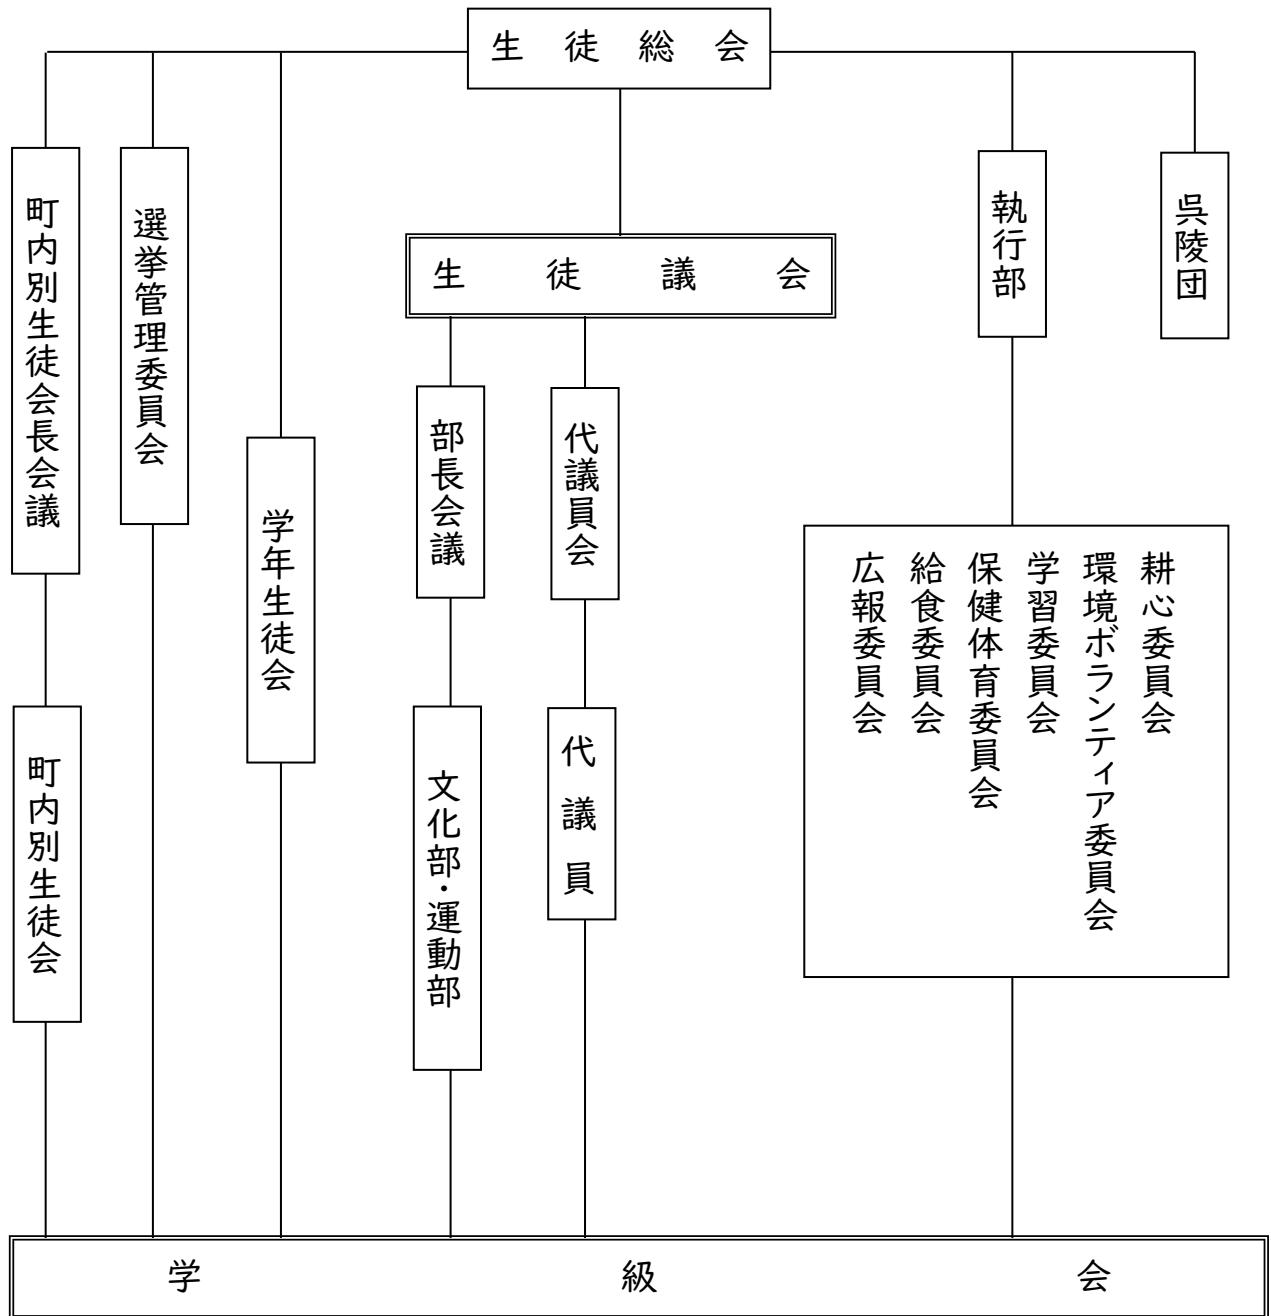 生徒総会
町内別生徒会長会議
選挙管理委員会
執行部
呉陵団
生徒議会
部長会議
代議員会
学年生徒会
耕心委員会
環境ボランティア委員会
学習委員会
保健体育委員会
給食委員会
広報委員会
町内別生徒会
文化部・運動部
代議員
学級会